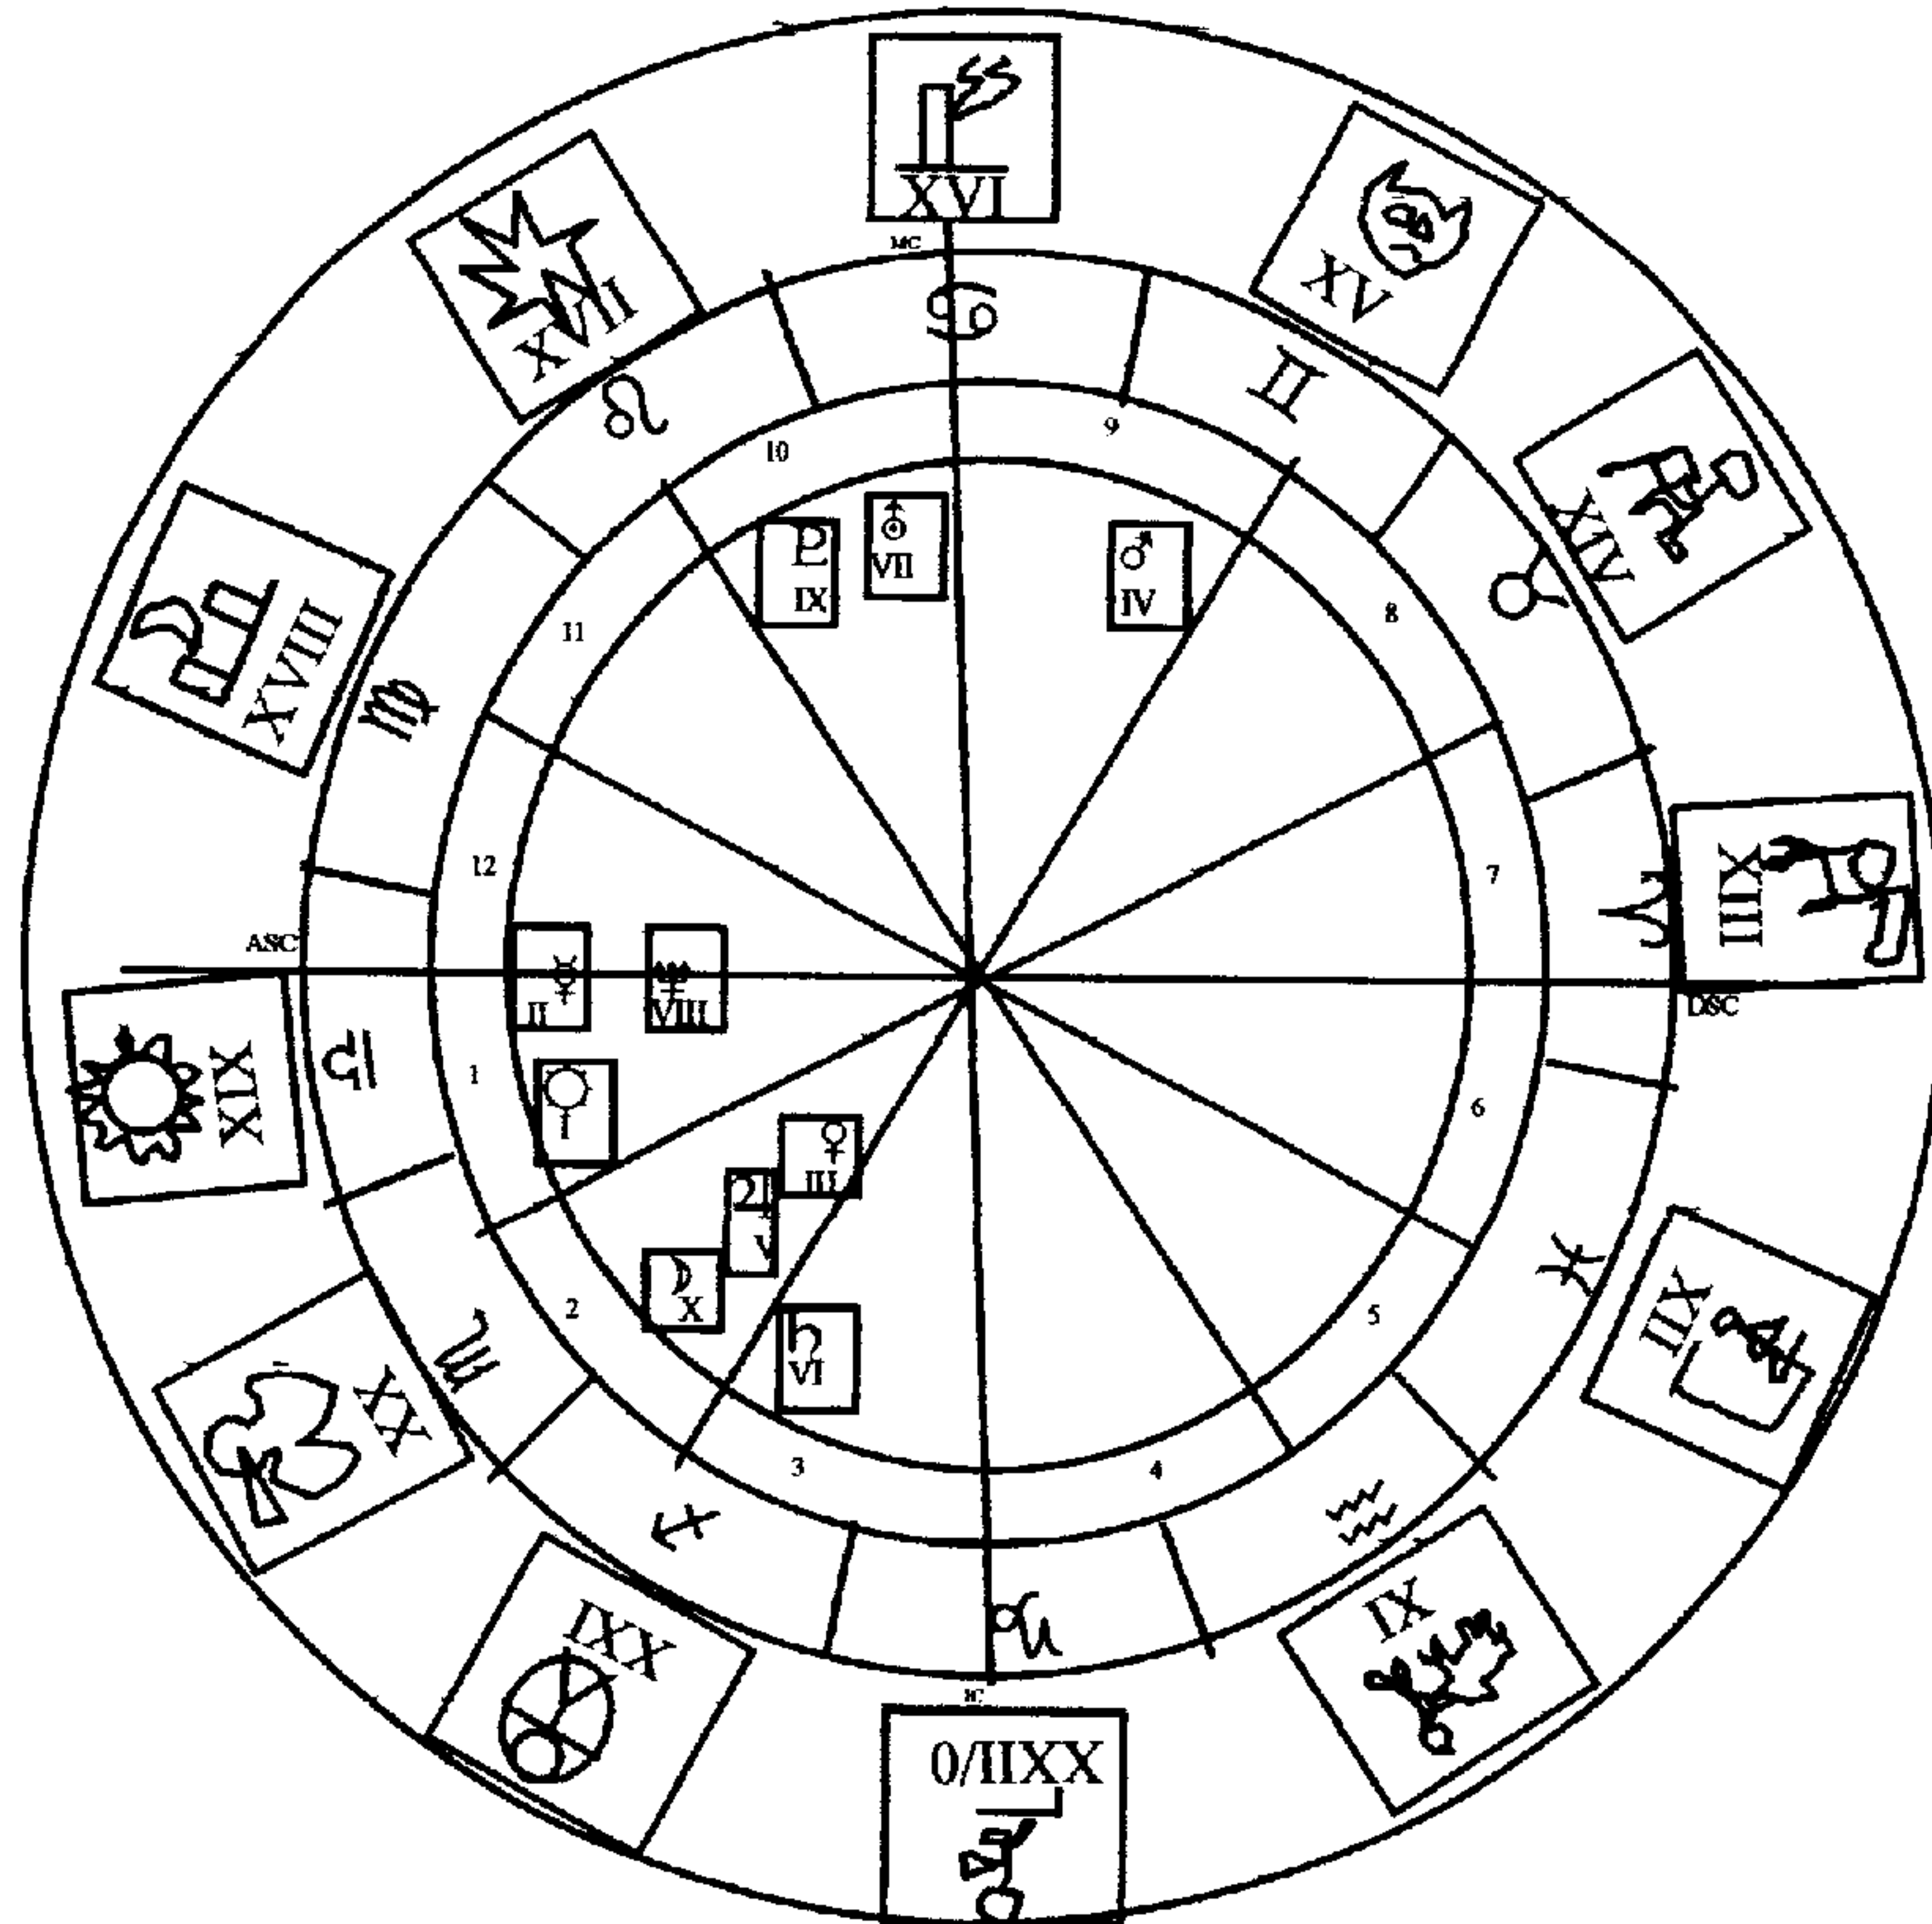 XVI
XV
XVII
MC
XIV
9
10
VII
IX
IV
8
11
XVIII
12
7
IIIX
ASC
II
VIII
DSC
1
XIX
I
6
III
V
X
2
5
IIX
VI
XX
3
4
IX
IXX
IC
0/IIXX